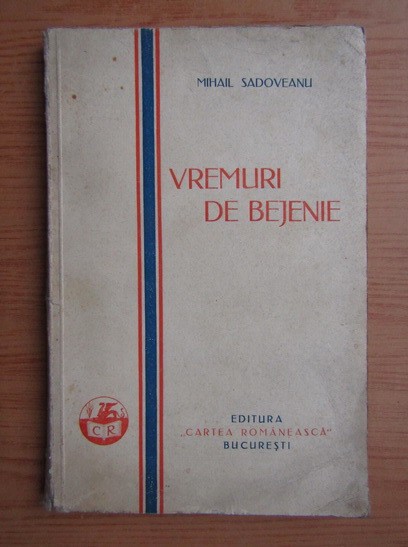 MIHAIL SADOVEANU
VREMURI
DE BEJENIE
CR
EDITURA
„CARTEA ROMÂNEASCĂ"
BUCUREȘTI